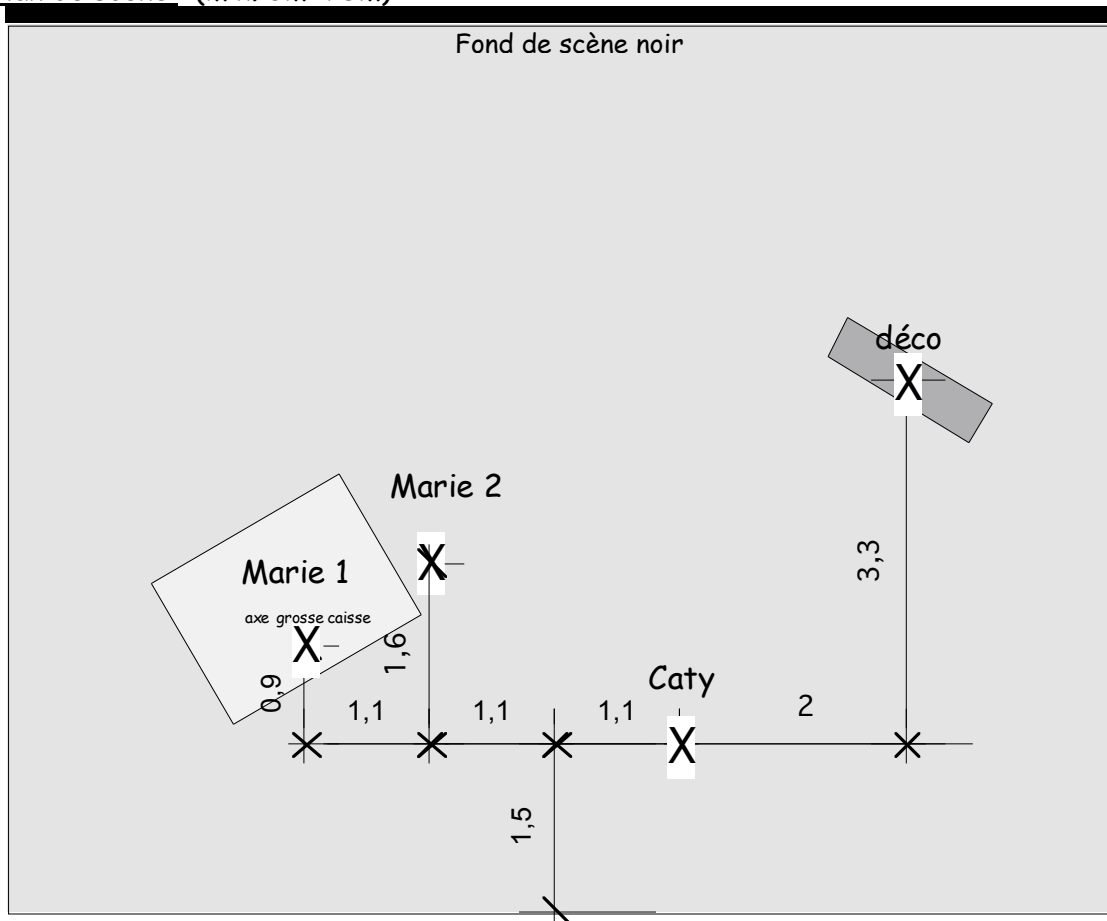 Fond de scène noir
déco
X
Marie 2
X
Marie 1
axe grosse caisse
X
3,3
1,6
0,9
Caty
X
1,1
1,1
1,1
2
1,5